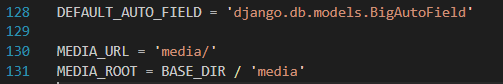 128 DEFAULT_AUTO_FIELD = 'django.db.models.BigAutoField'
129
130 MEDIA_URL = 'media/'
131 MEDIA_ROOT = BASE_DIR / 'media'